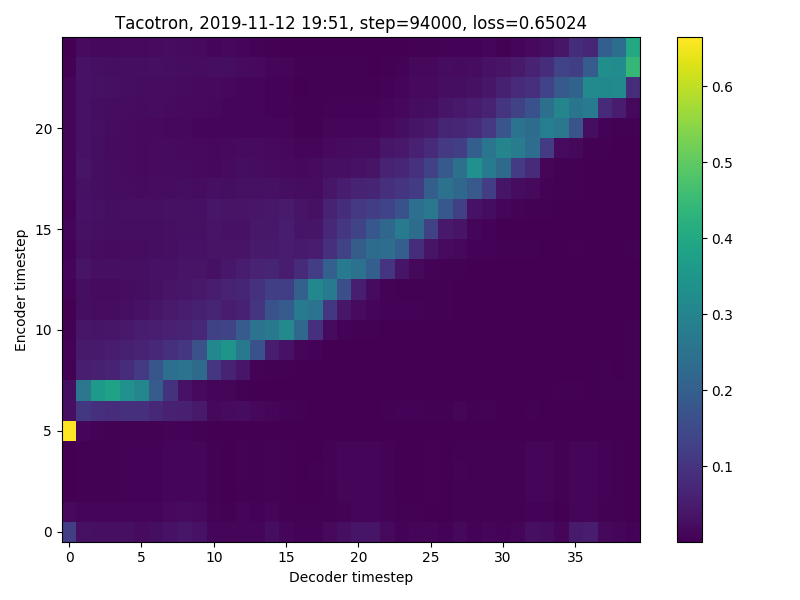 Tacotron, 2019-11-12 19:51, step=94000, loss=0.65024
Encoder timestep
20
15
10
5
0
0 5 10 15 20 25 30 35
Decoder timestep
0.6
0.5
0.4
0.3
0.2
0.1